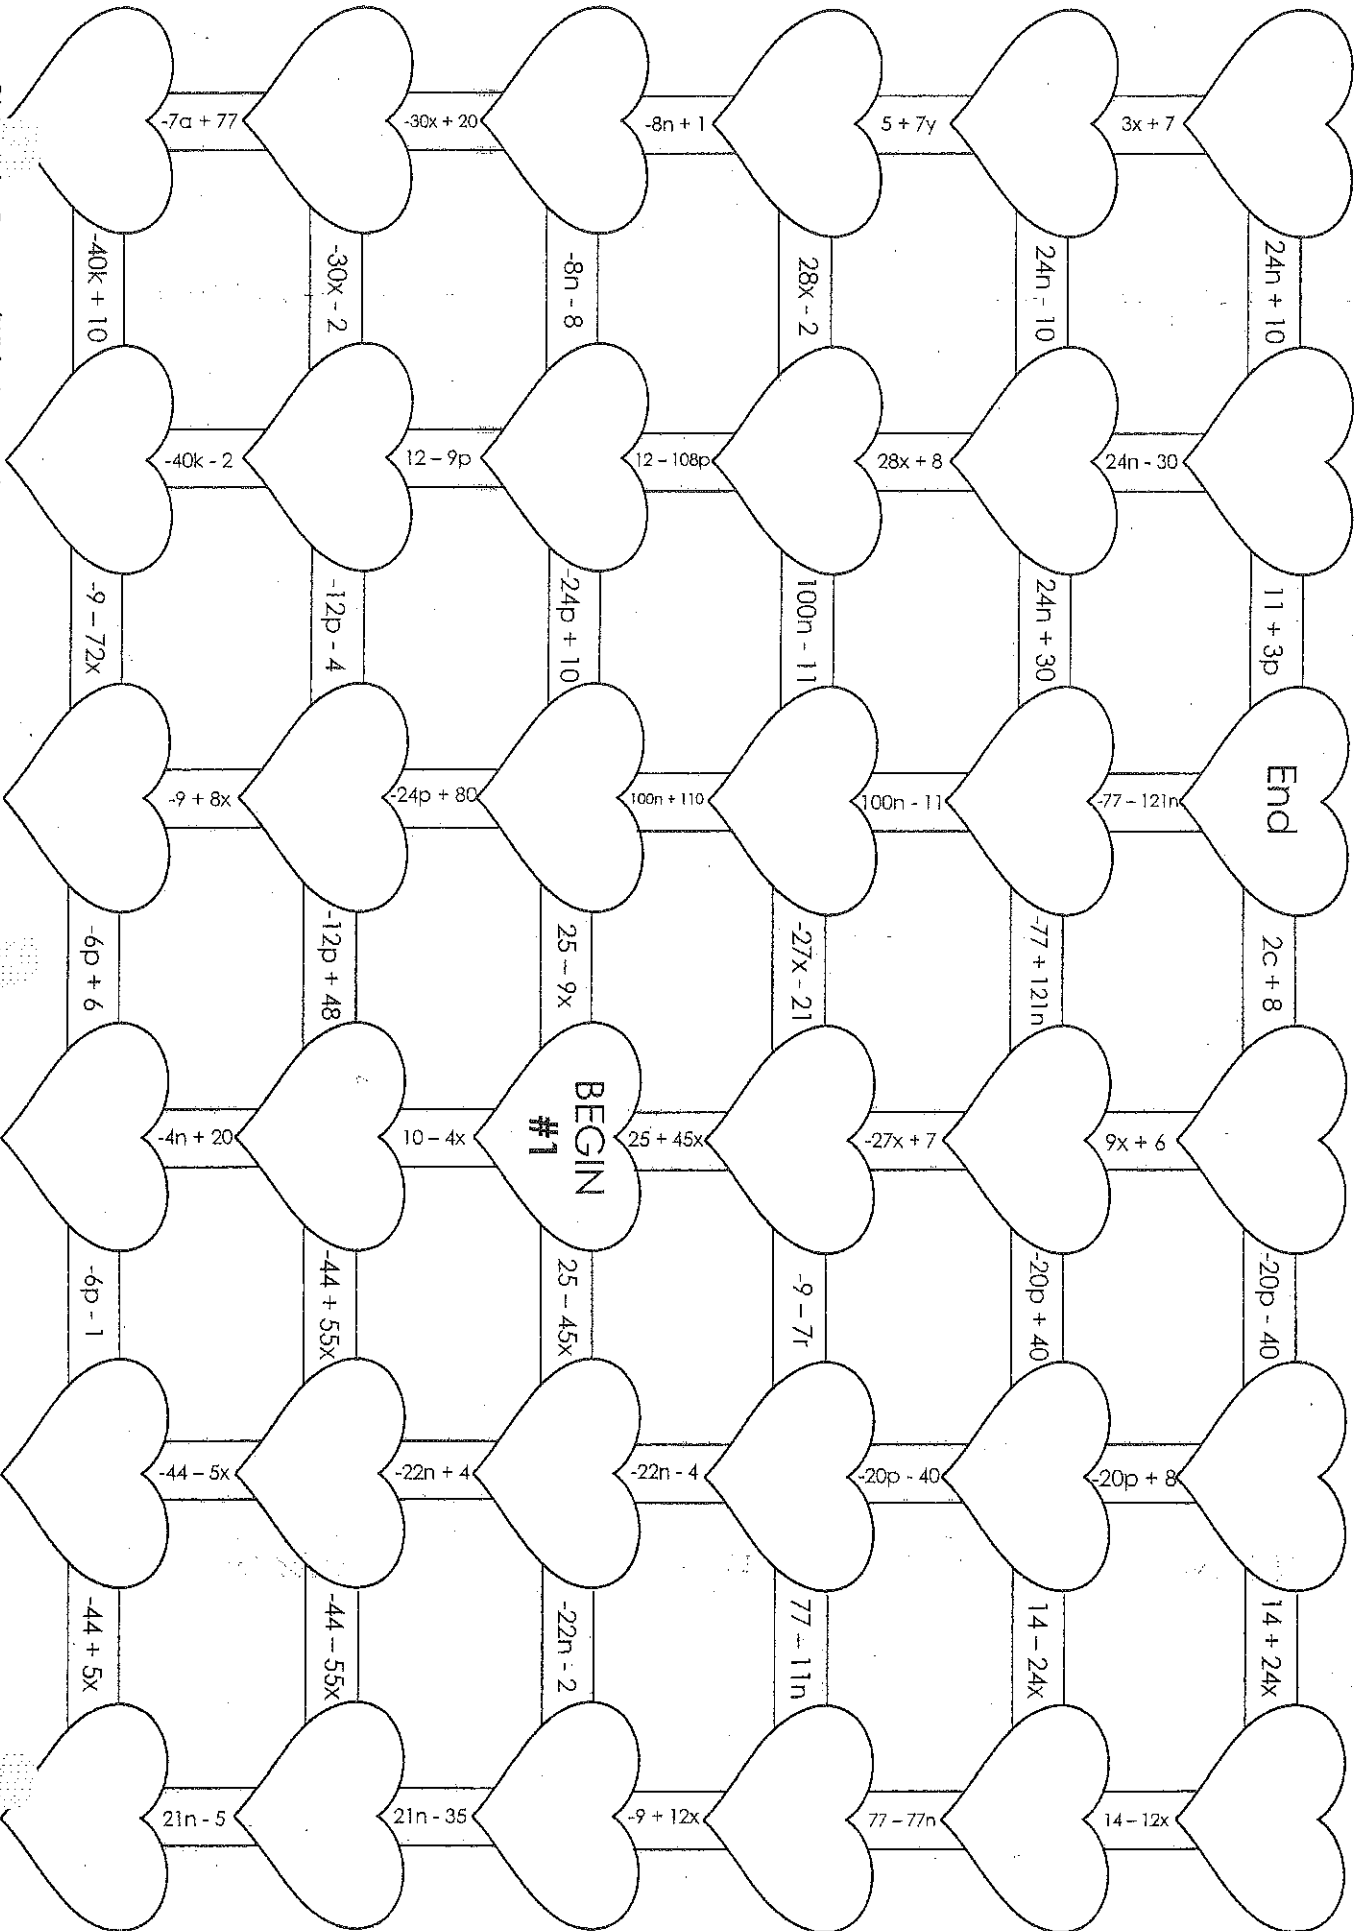 -7a + 77
-30x + 20
-8n + 1
5 + 7y
3x + 7
-40k + 10
-30x - 2
-8n - 8
28x - 2
24n - 10
24n + 10
-40k - 2
12 – 9p
12 – 108p
28x + 8
24n - 30
-9 – 72x
-12p - 4
-24p + 10
100n - 11
24n + 30
11 + 3p
End
-9 + 8x
-24p + 80
100n + 110
100n - 11
-77 – 121n
-6p + 6
-12p + 48
25 – 9x
-27x - 21
-77 + 121n
2c + 8
BEGIN
#1
-4n + 20
10 – 4x
25 + 45x
-27x + 7
9x + 6
-6p - 1
-44 + 55x
25 – 45x
-9 – 7r
-20p + 40
-20p - 40
-44 – 5x
-22n + 4
-22n - 4
-20p - 40
-20p + 8
-44 + 5x
-44 – 55x
-22n - 2
77 – 11n
14 – 24x
14 + 24x
21n - 5
21n - 35
-9 + 12x
77 – 77n
14 – 12x